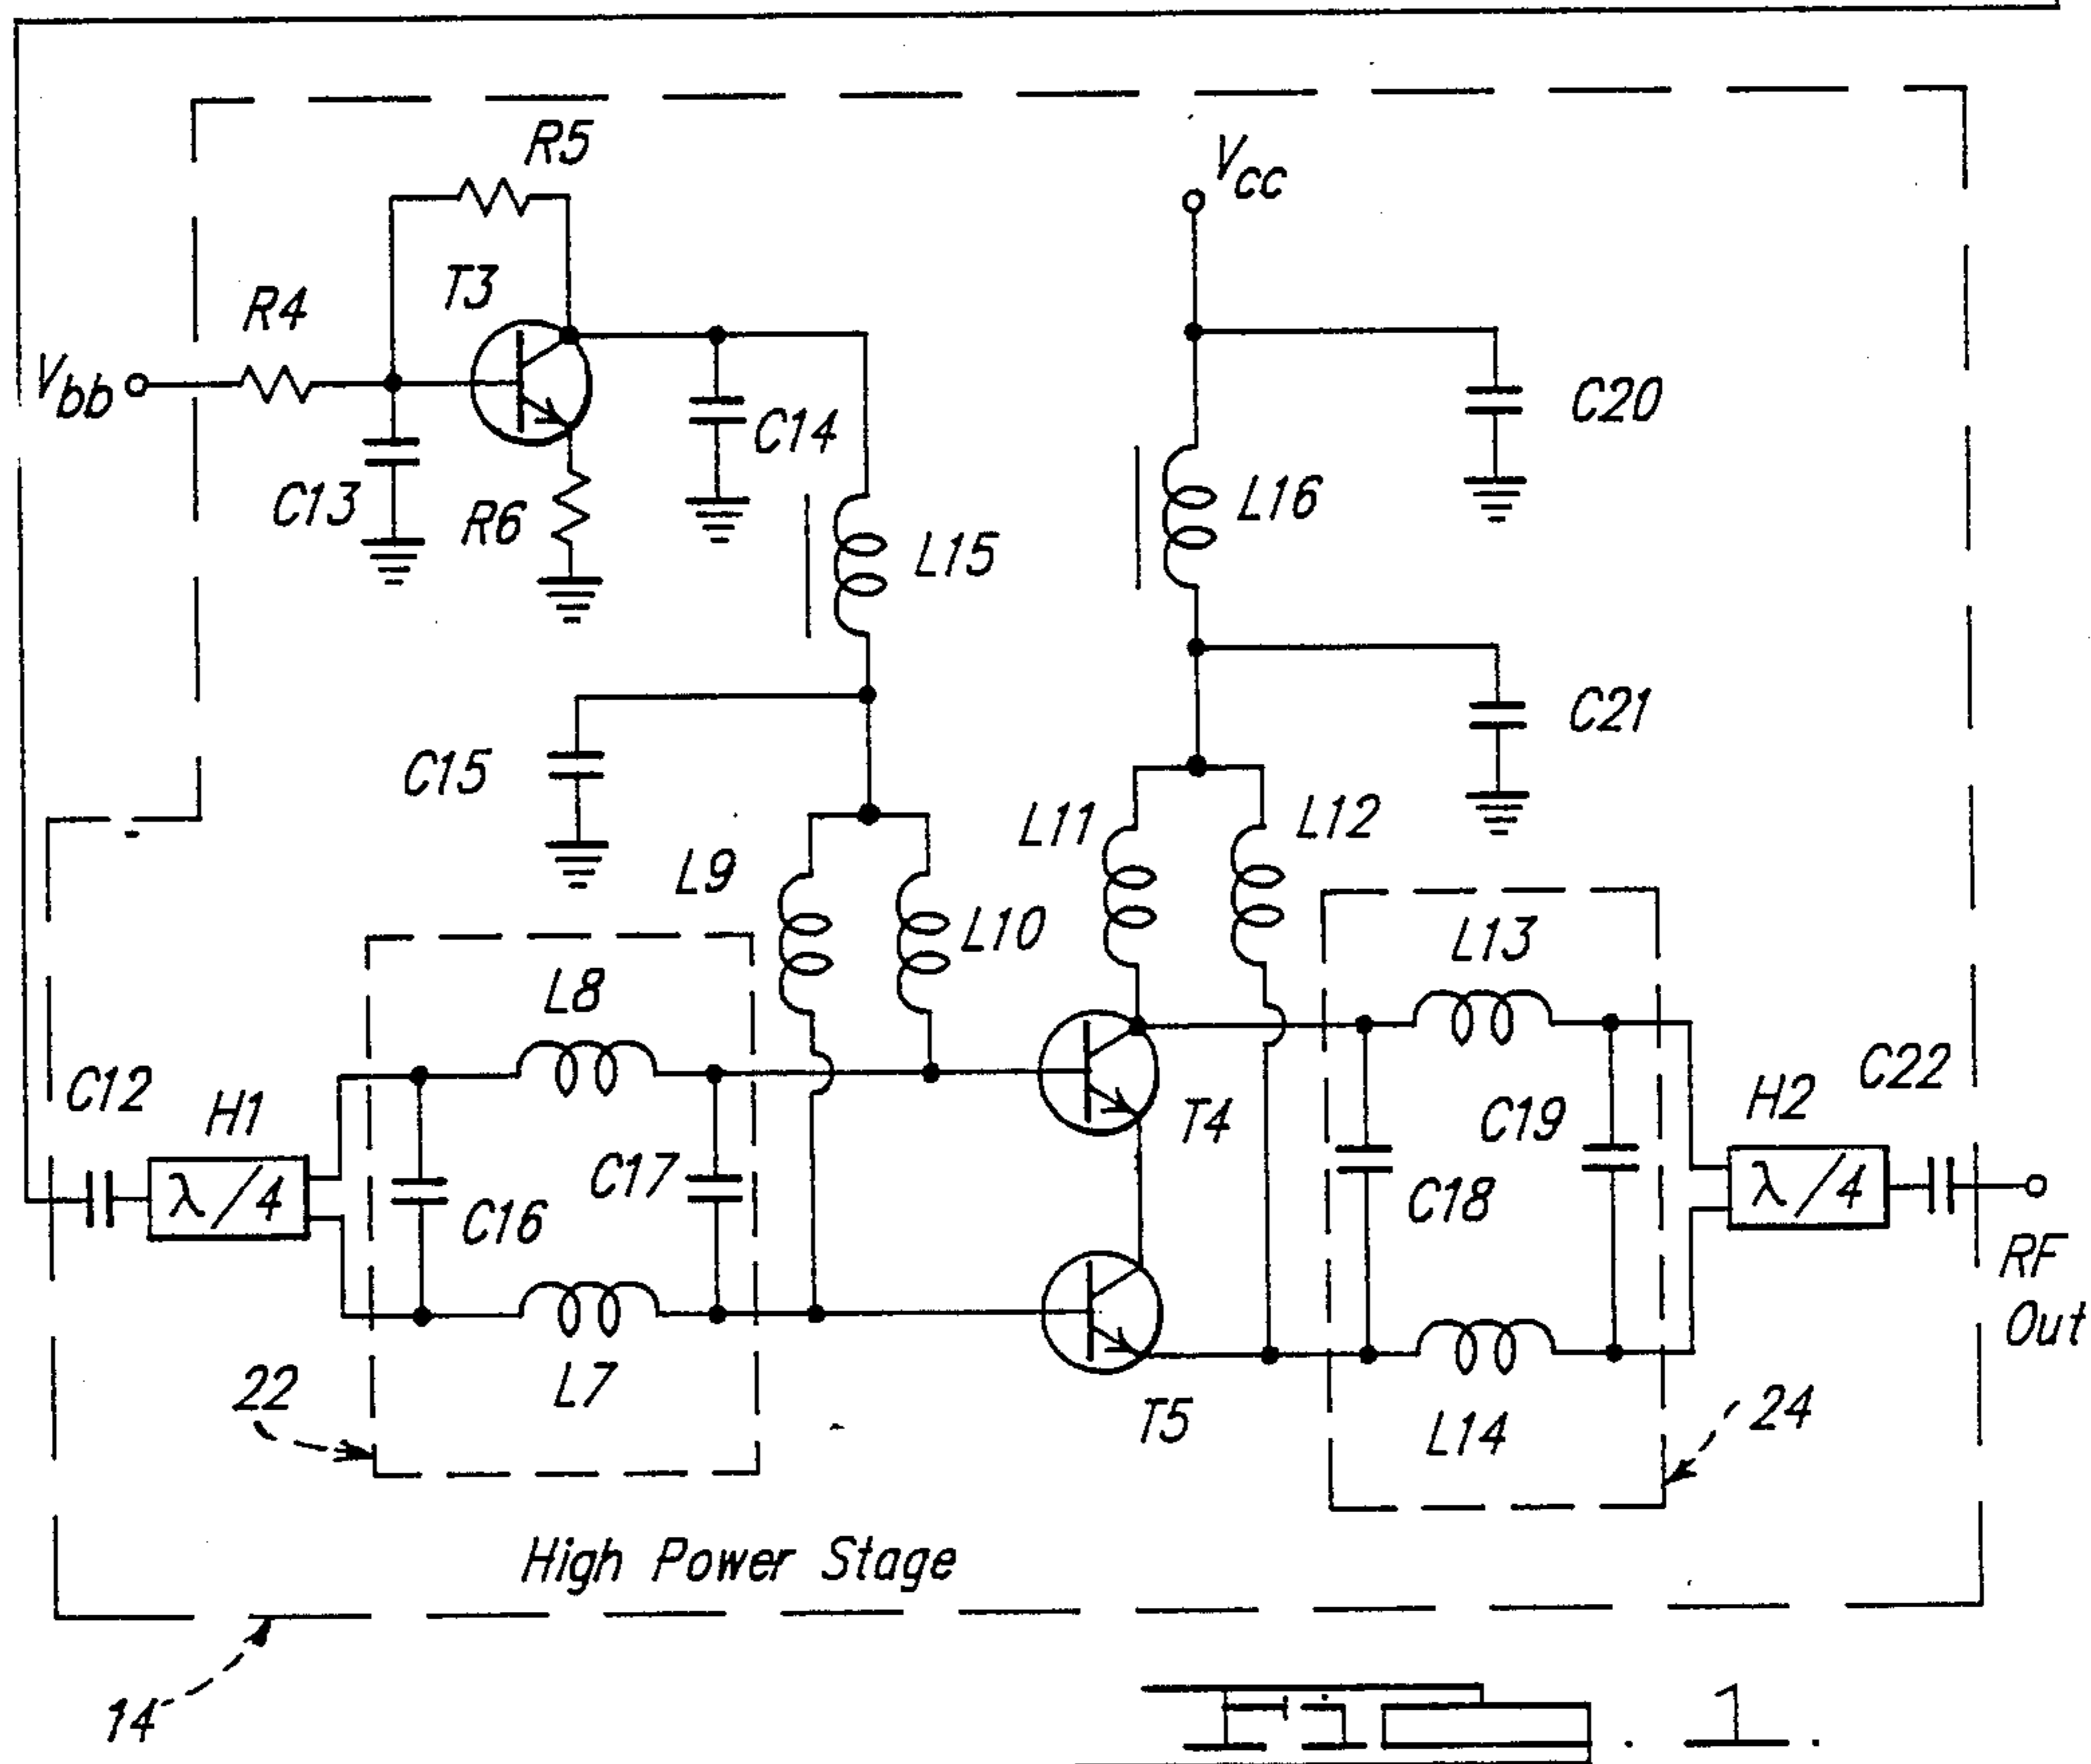 R5
Vcc
T3
R4
Vbb
C20
C14
C13
R6
L16
L15
C21
C15
L11
L12
L9
L10
L13
L8
C12
H1
T4
C22
H2
C19
C17
λ/4
C16
C18
λ/4
RF
Out
L7
22
T5
L14
24
High Power Stage
14
1.